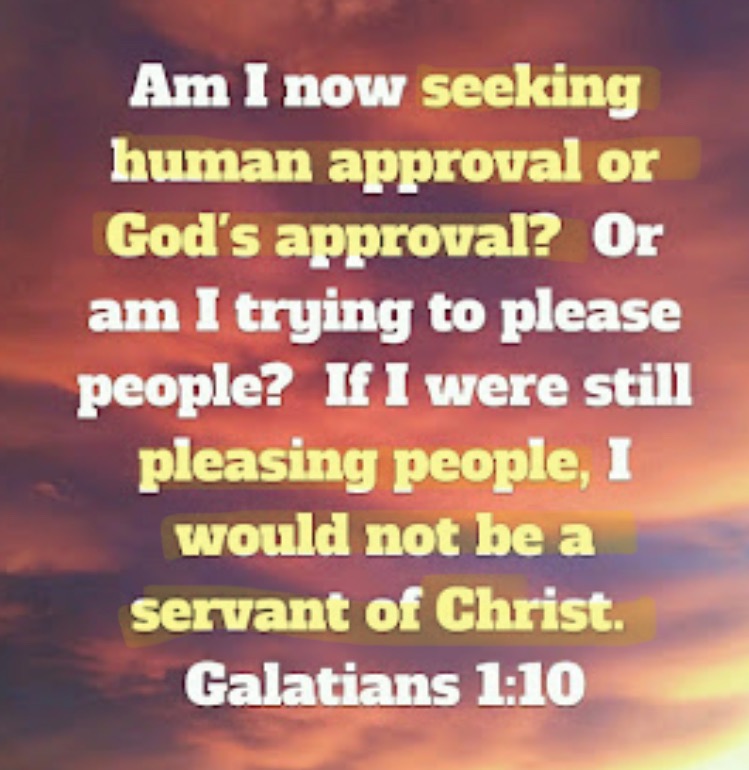 Am I now seeking
human approval or
God's approval? Or
am I trying to please
people? If I were still
pleasing people, I
would not be a
servant of Christ.
Galatians 1:10